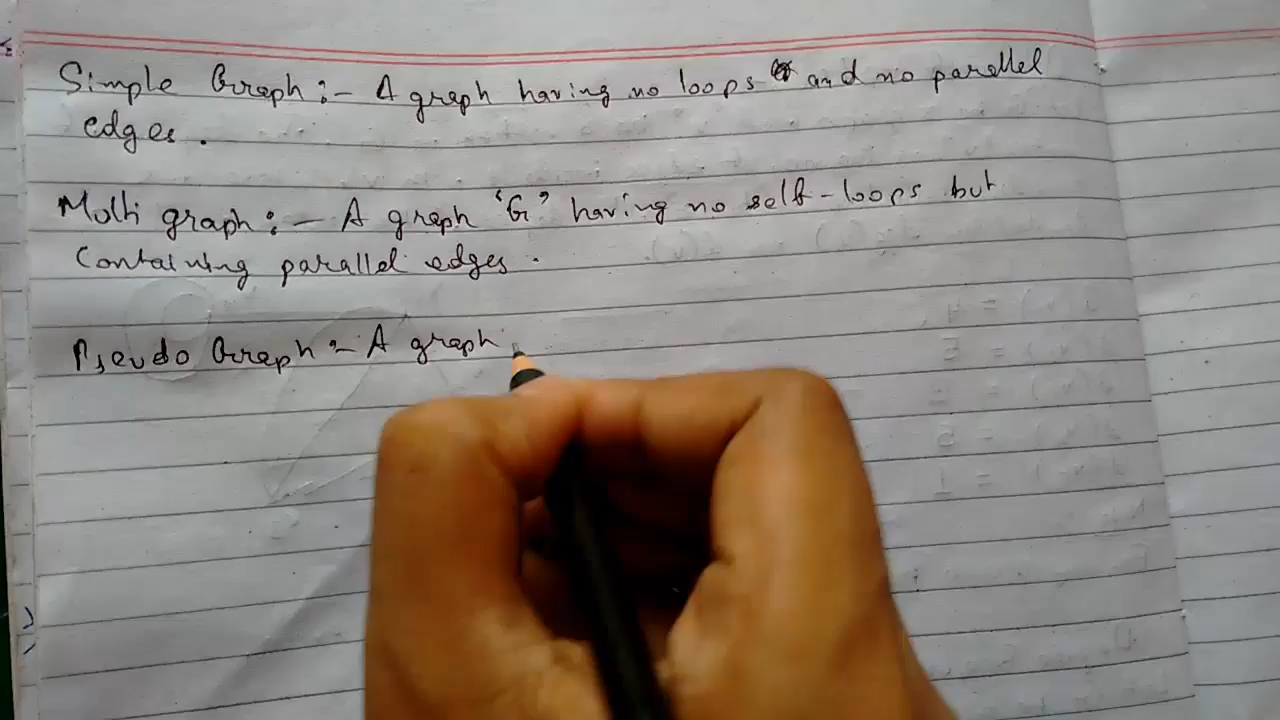 Simple Graph :- A graph having no loops and no parallel
edges.
Multi graph :- A graph 'G' having no self-loops but
Containing parallel edges.
Pseudo Graph :- A graph